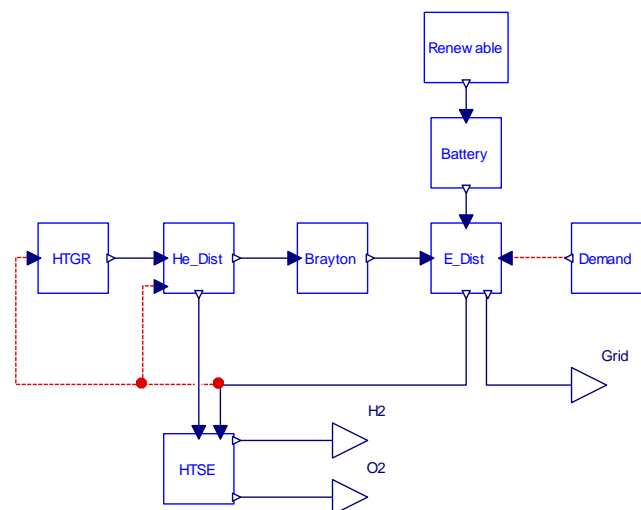 Renew able
Battery
HTGR
He_Dist
Brayton
E_Dist
Demand
Grid
H2
O2
HTSE